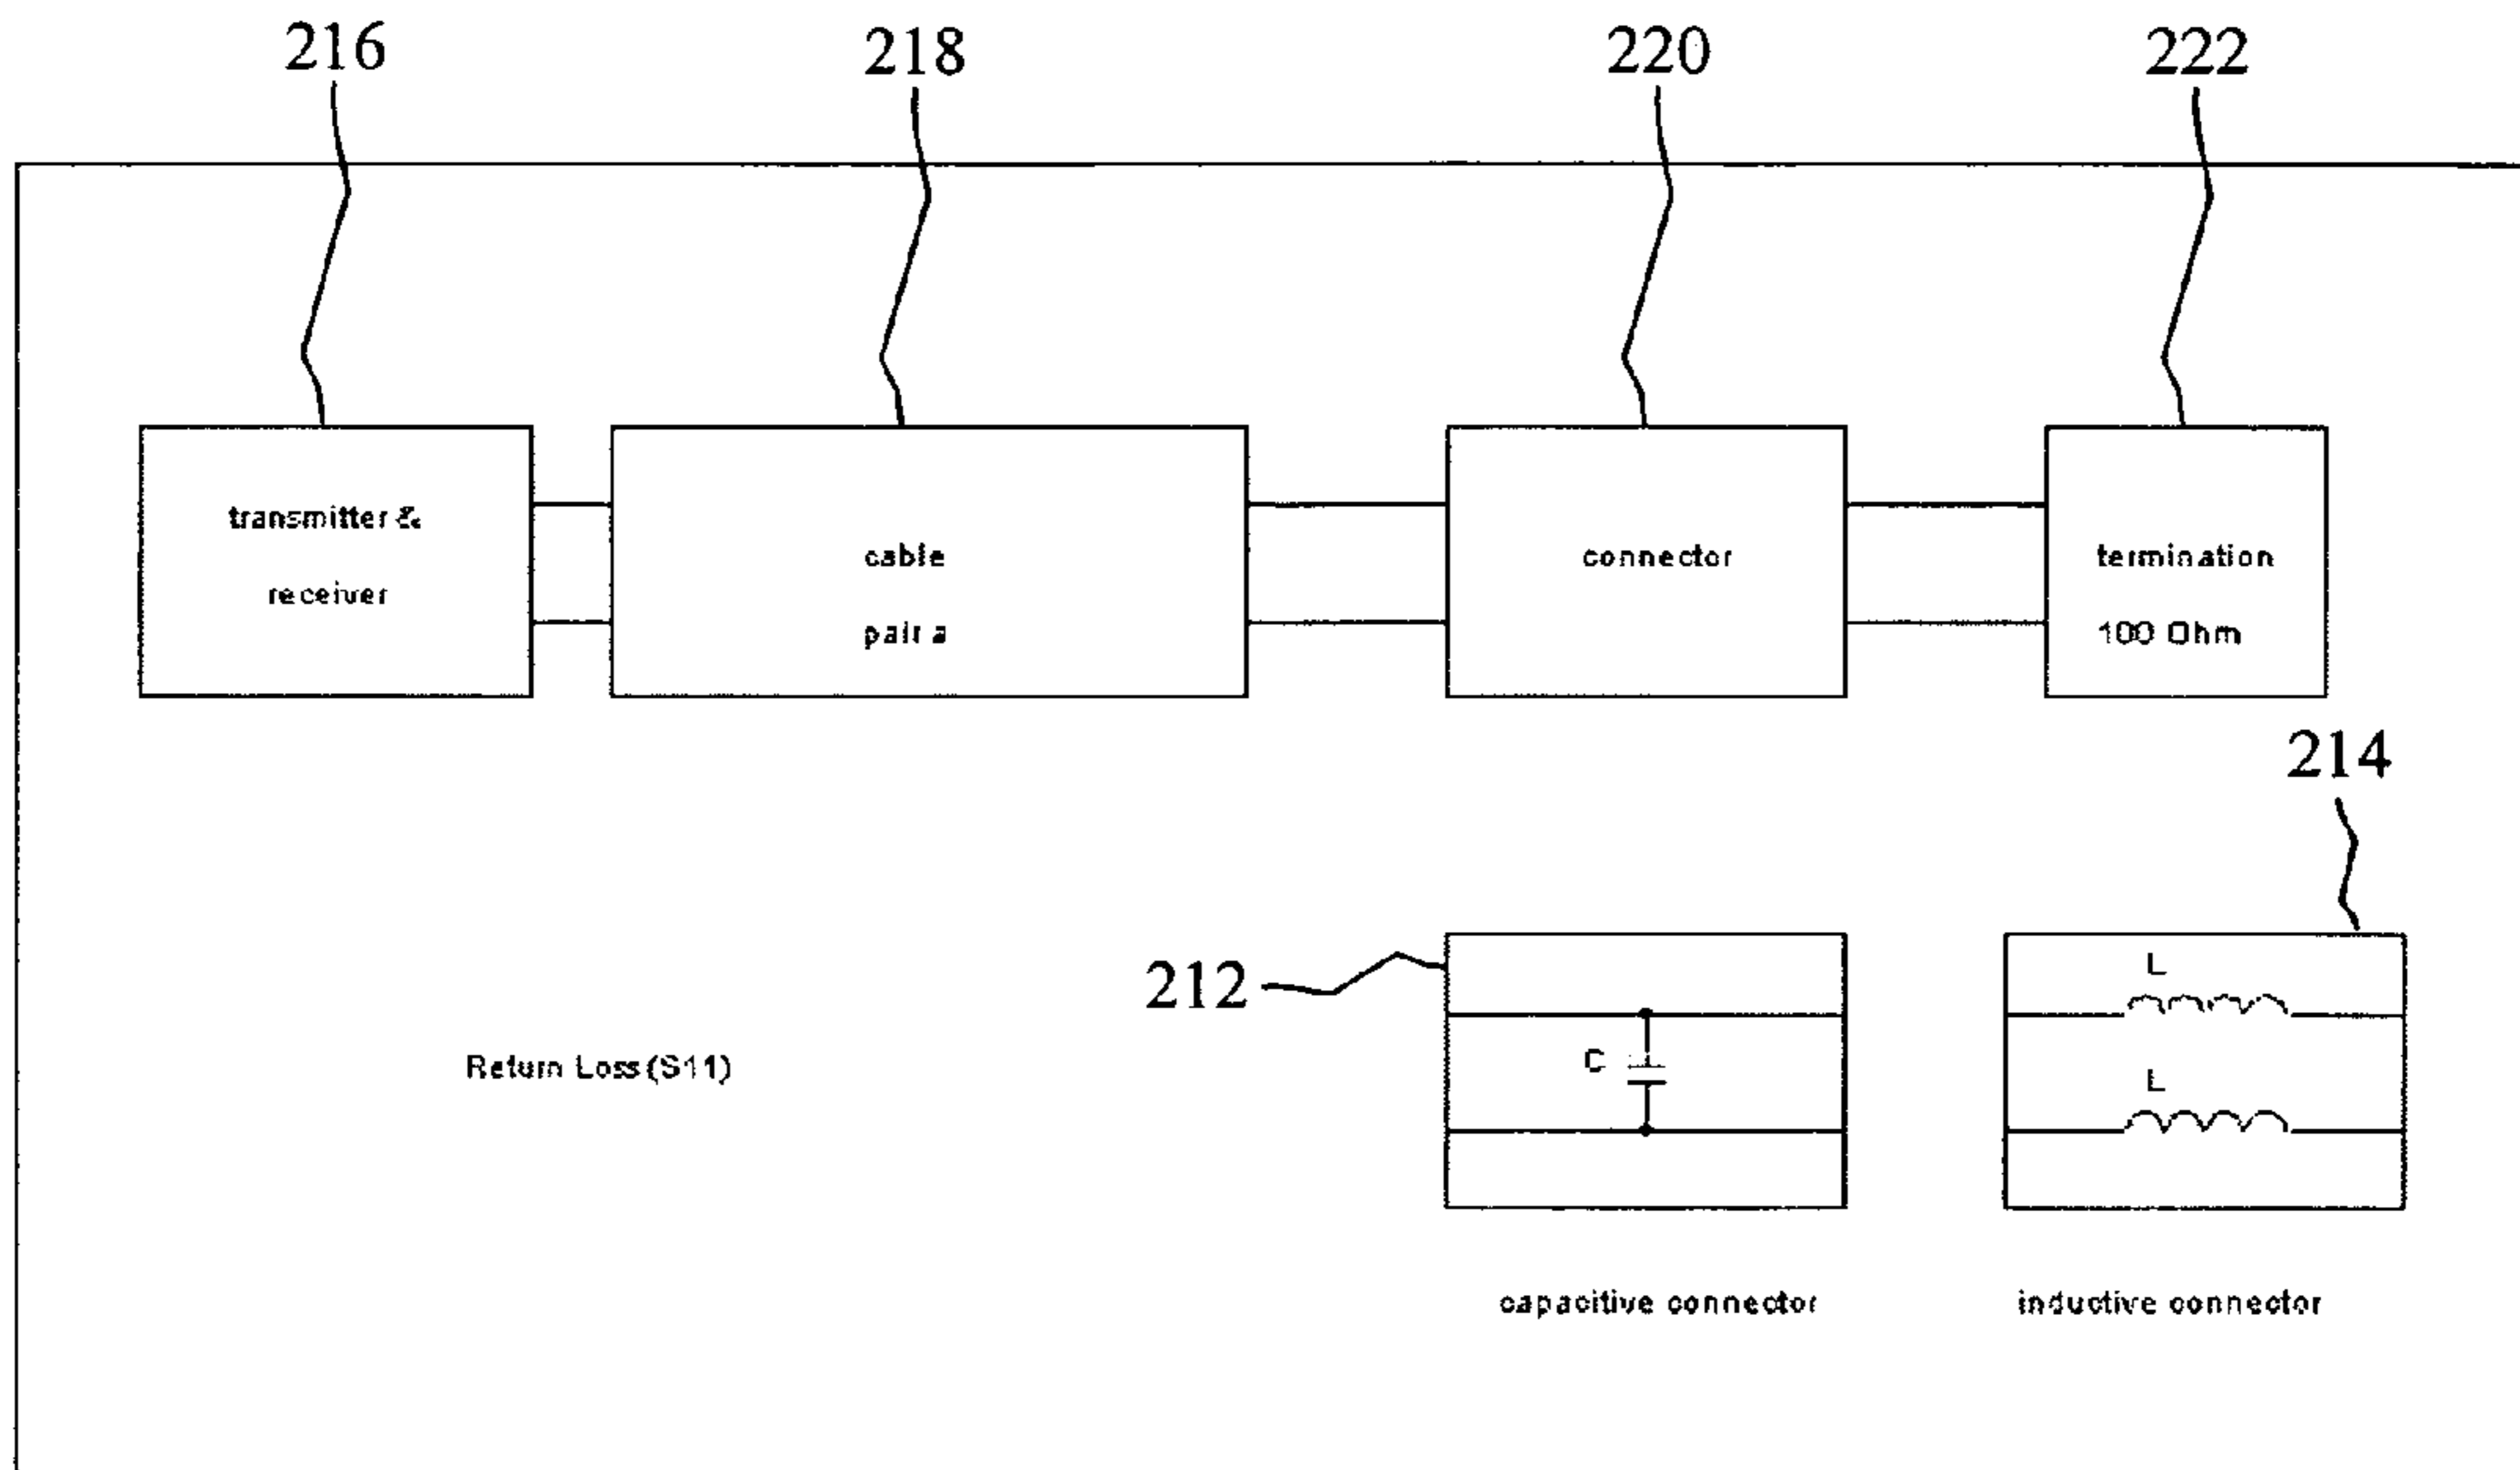 216
218
220
222
transmitter &
receiver
cable
pair a
connector
termination
100 Ohm
214
212
L
C
L
Return Loss (S11)
capacitive connector
inductive connector